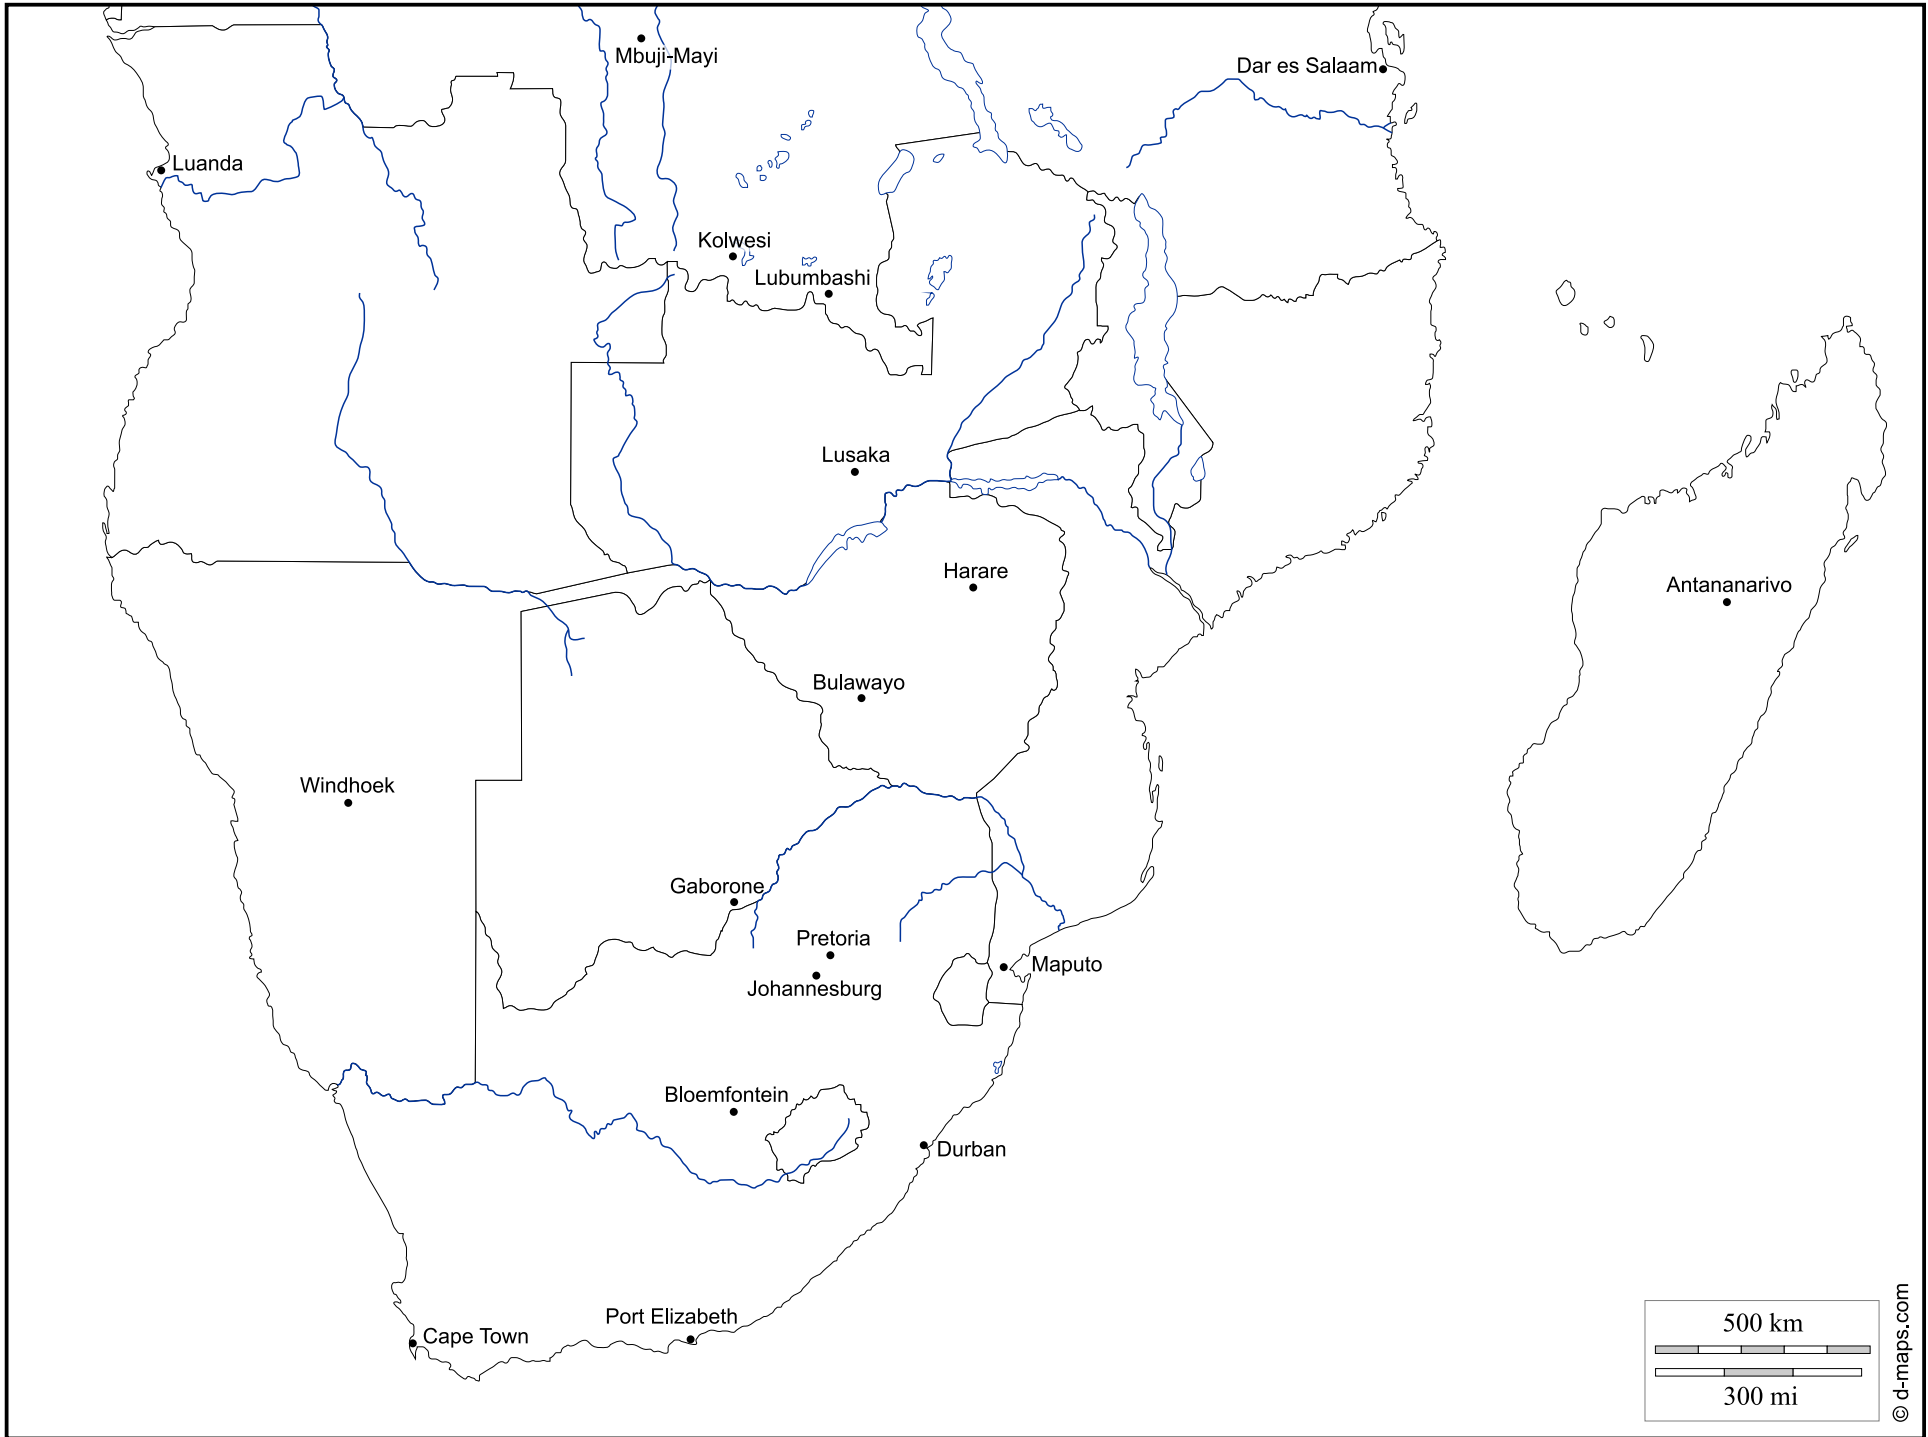 Mbuji-Mayi
Dar es Salaam
Luanda
Kolwesi
Lubumbashi
Lusaka
Harare
Antananarivo
Bulawayo
Windhoek
Gaborone
Pretoria
Maputo
Johannesburg
Bloemfontein
Durban
Port Elizabeth
Cape Town
500 km
300 mi
© d-maps.com